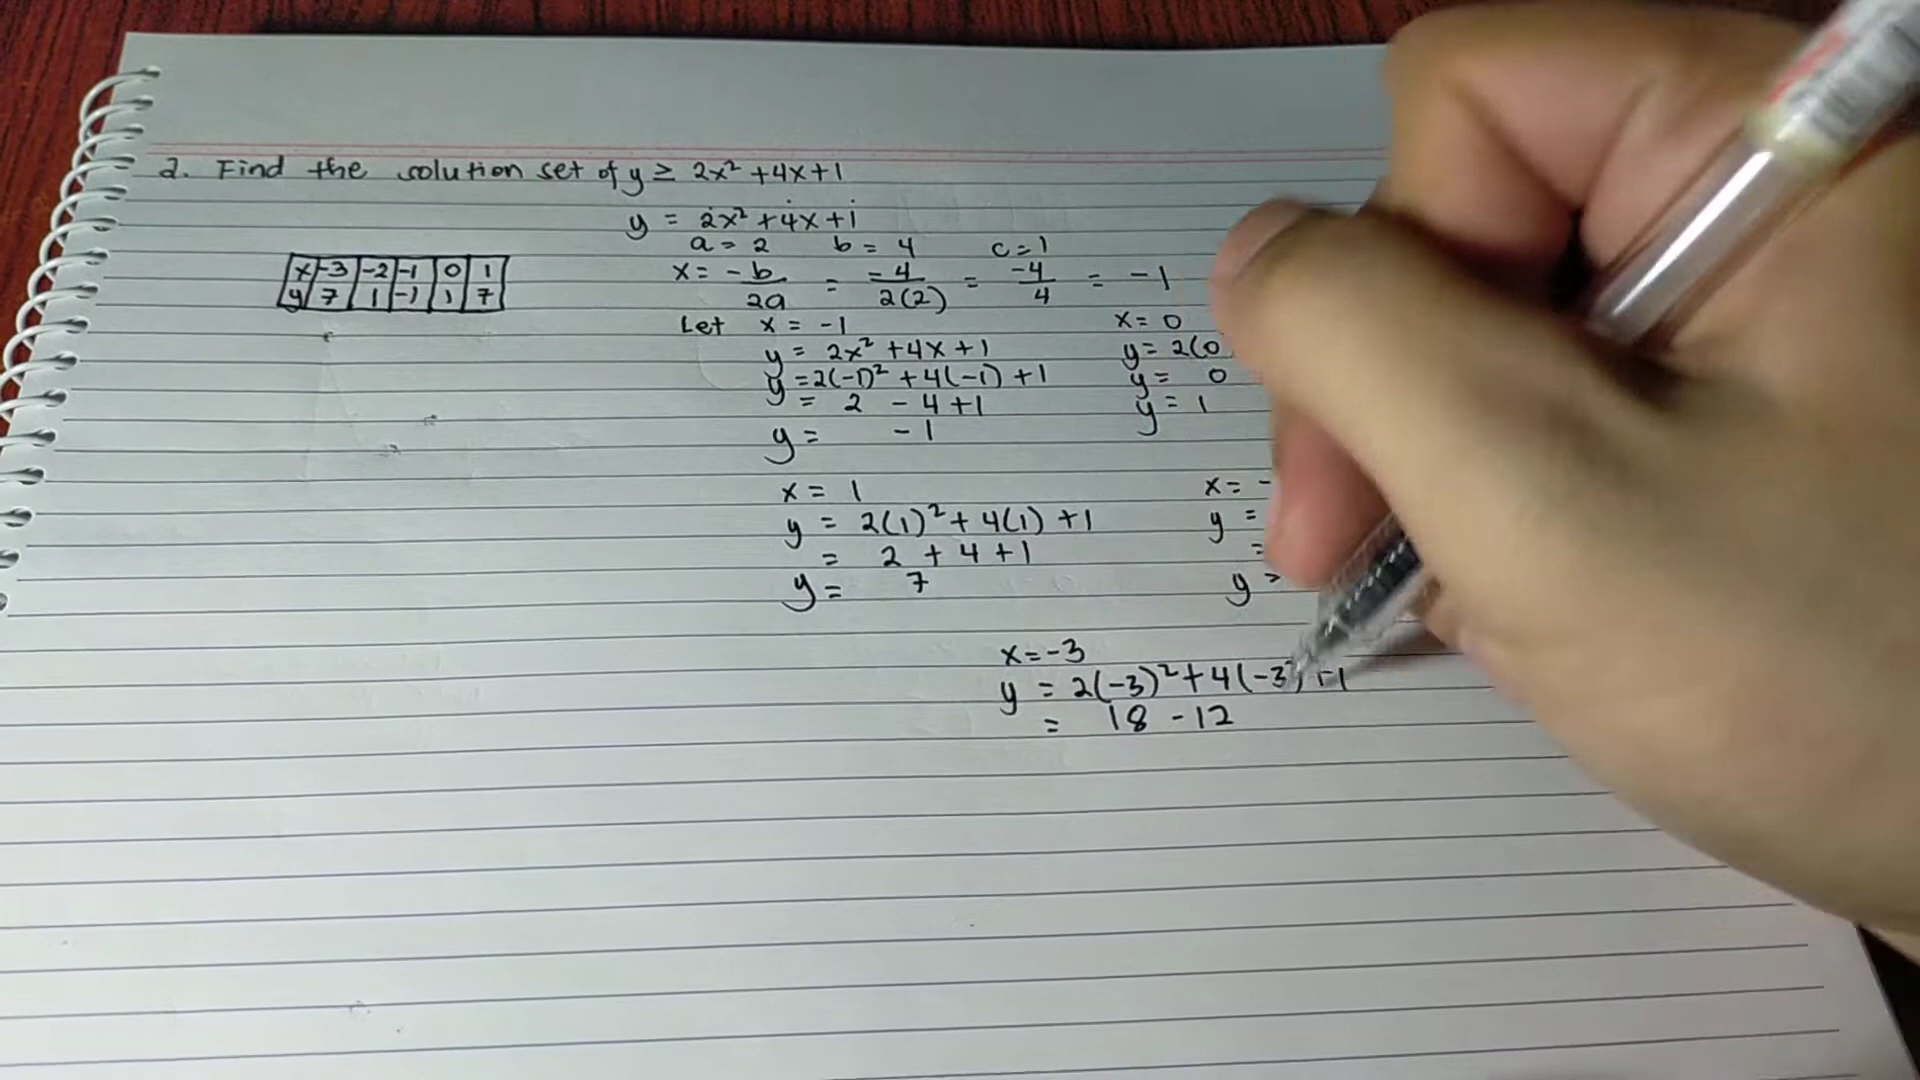 2. Find the solution set of y ≥ 2x² + 4x + 1
y = 2x² + 4x + 1
a = 2 b = 4 c = 1
x = -b/2a = -4/2(2) = -4/4 = -1
x -3 -2 -1 0 1
y 7 1 -1 1 7
Let x = -1
y = 2x² + 4x + 1
y = 2(-1)² + 4(-1) + 1
= 2 - 4 + 1
y = -1
x = 0
y = 2(0
y = 0
y = 1
x = 1
y = 2(1)² + 4(1) + 1
= 2 + 4 + 1
y = 7
x = -
y =
=
y =
x = -3
y = 2(-3)² + 4(-3) + 1
= 18 - 12